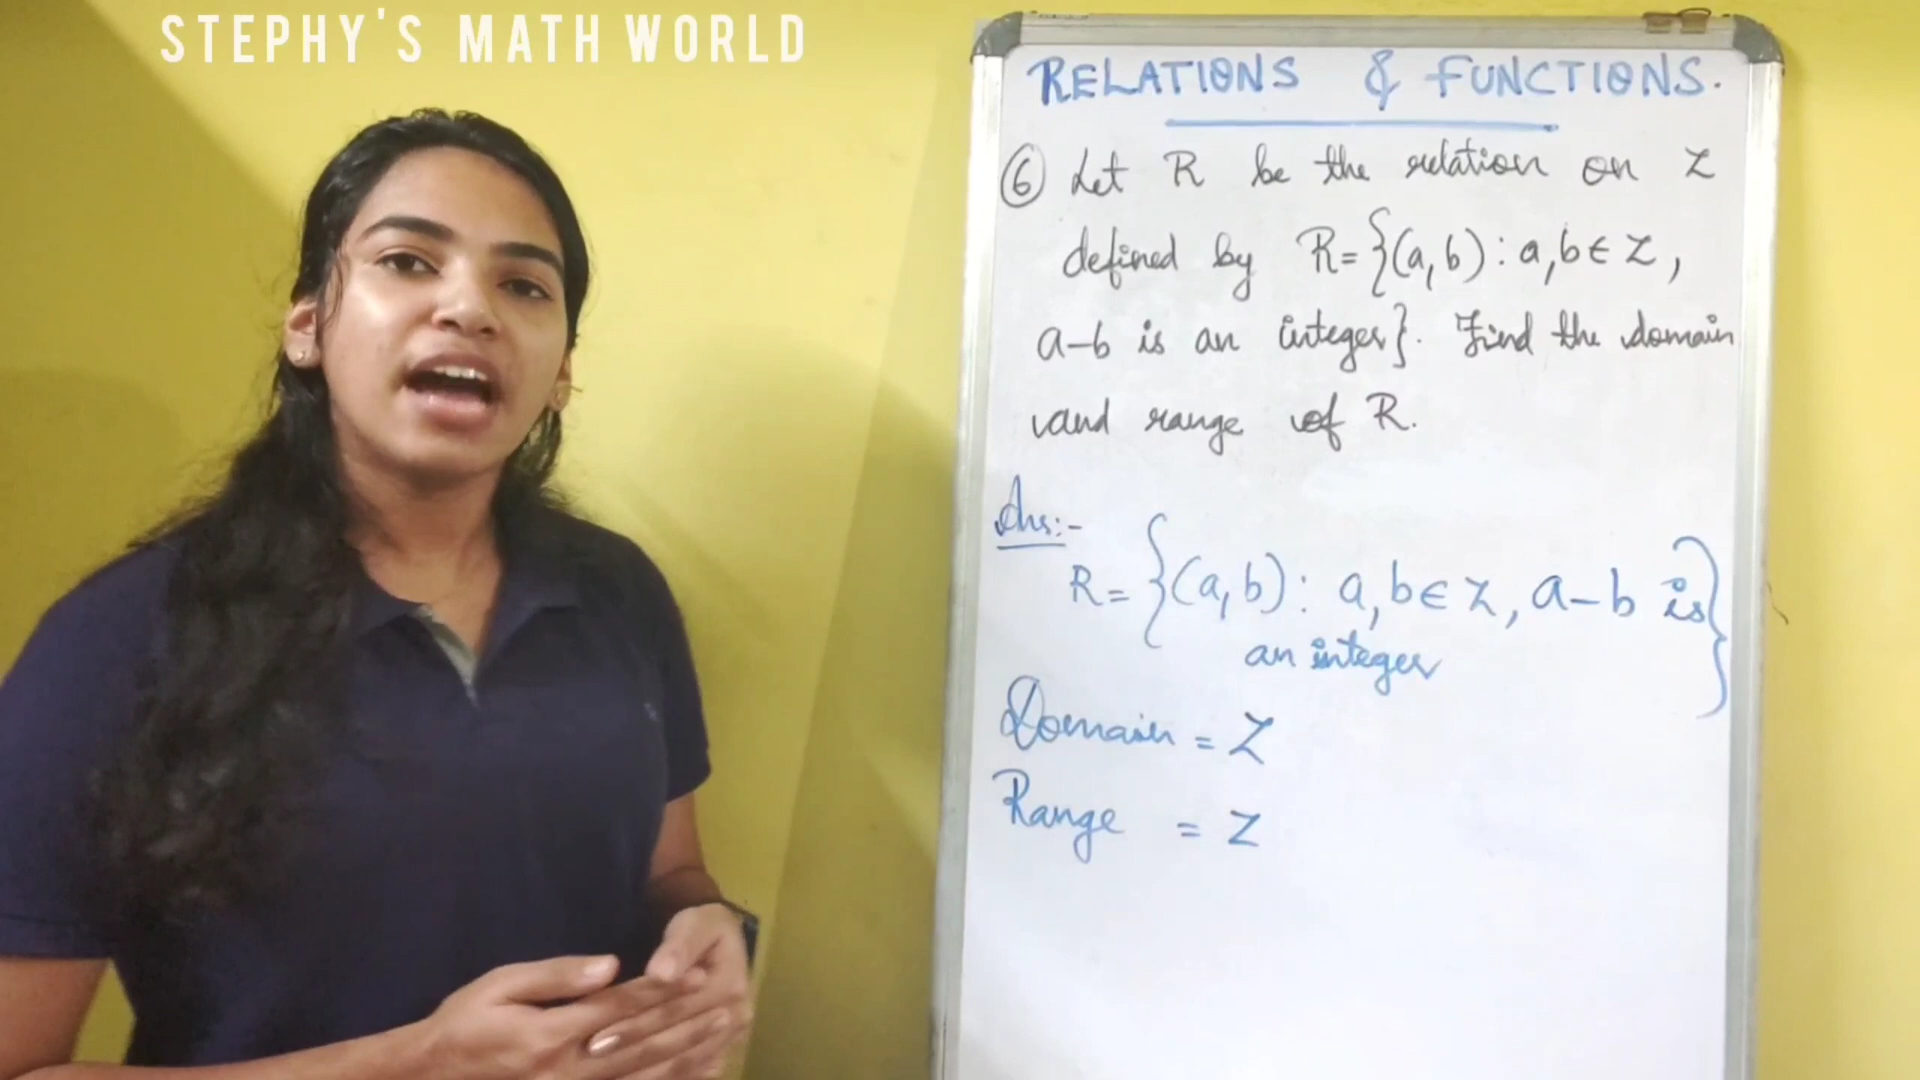 STEPHY'S MATH WORLD
RELATIONS & FUNCTIONS.
6 Let R be the relation on Z
defined by R={(a,b): a,b∈Z,
a-b is an integer}. Find the domain
and range of R.
Ans:-
R={(a,b): a,b∈Z, a-b is
an integer}
Domain = Z
Range = Z